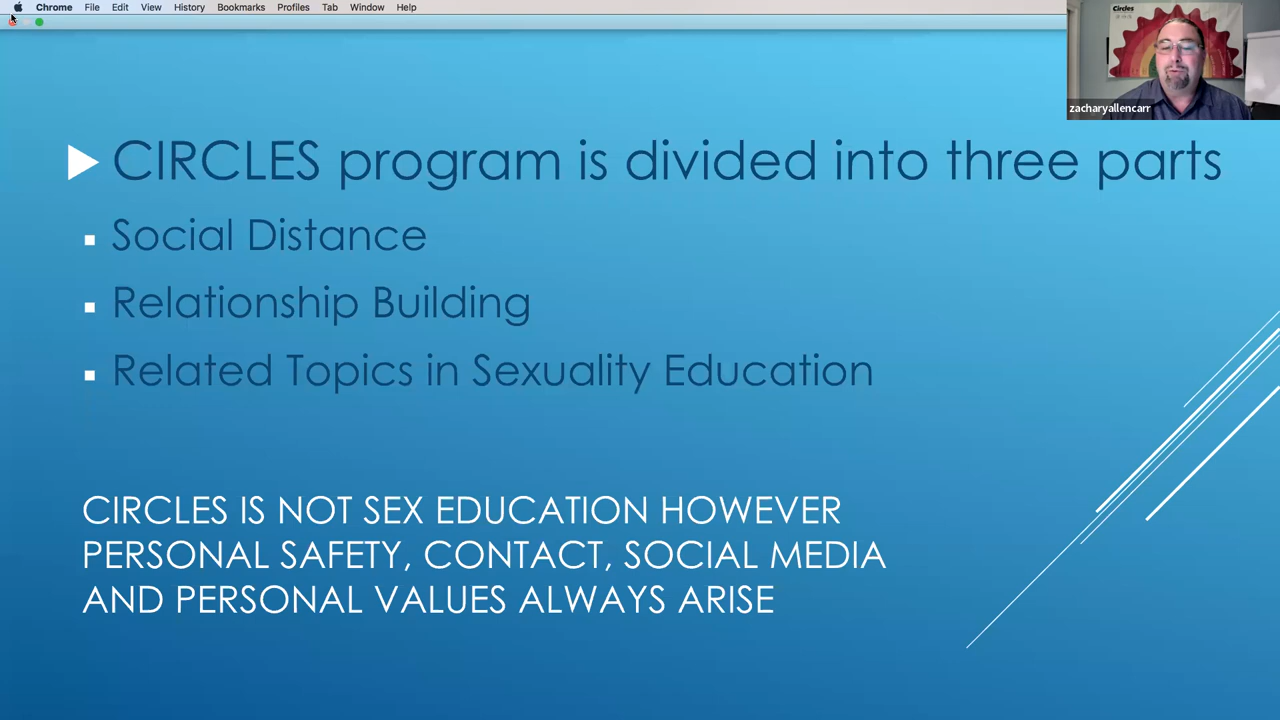 Chrome File Edit View History Bookmarks Profiles Tab Window Help
Circles
zacharyallencarr
CIRCLES program is divided into three parts
Social Distance
Relationship Building
Related Topics in Sexuality Education
CIRCLES IS NOT SEX EDUCATION HOWEVER
PERSONAL SAFETY, CONTACT, SOCIAL MEDIA
AND PERSONAL VALUES ALWAYS ARISE